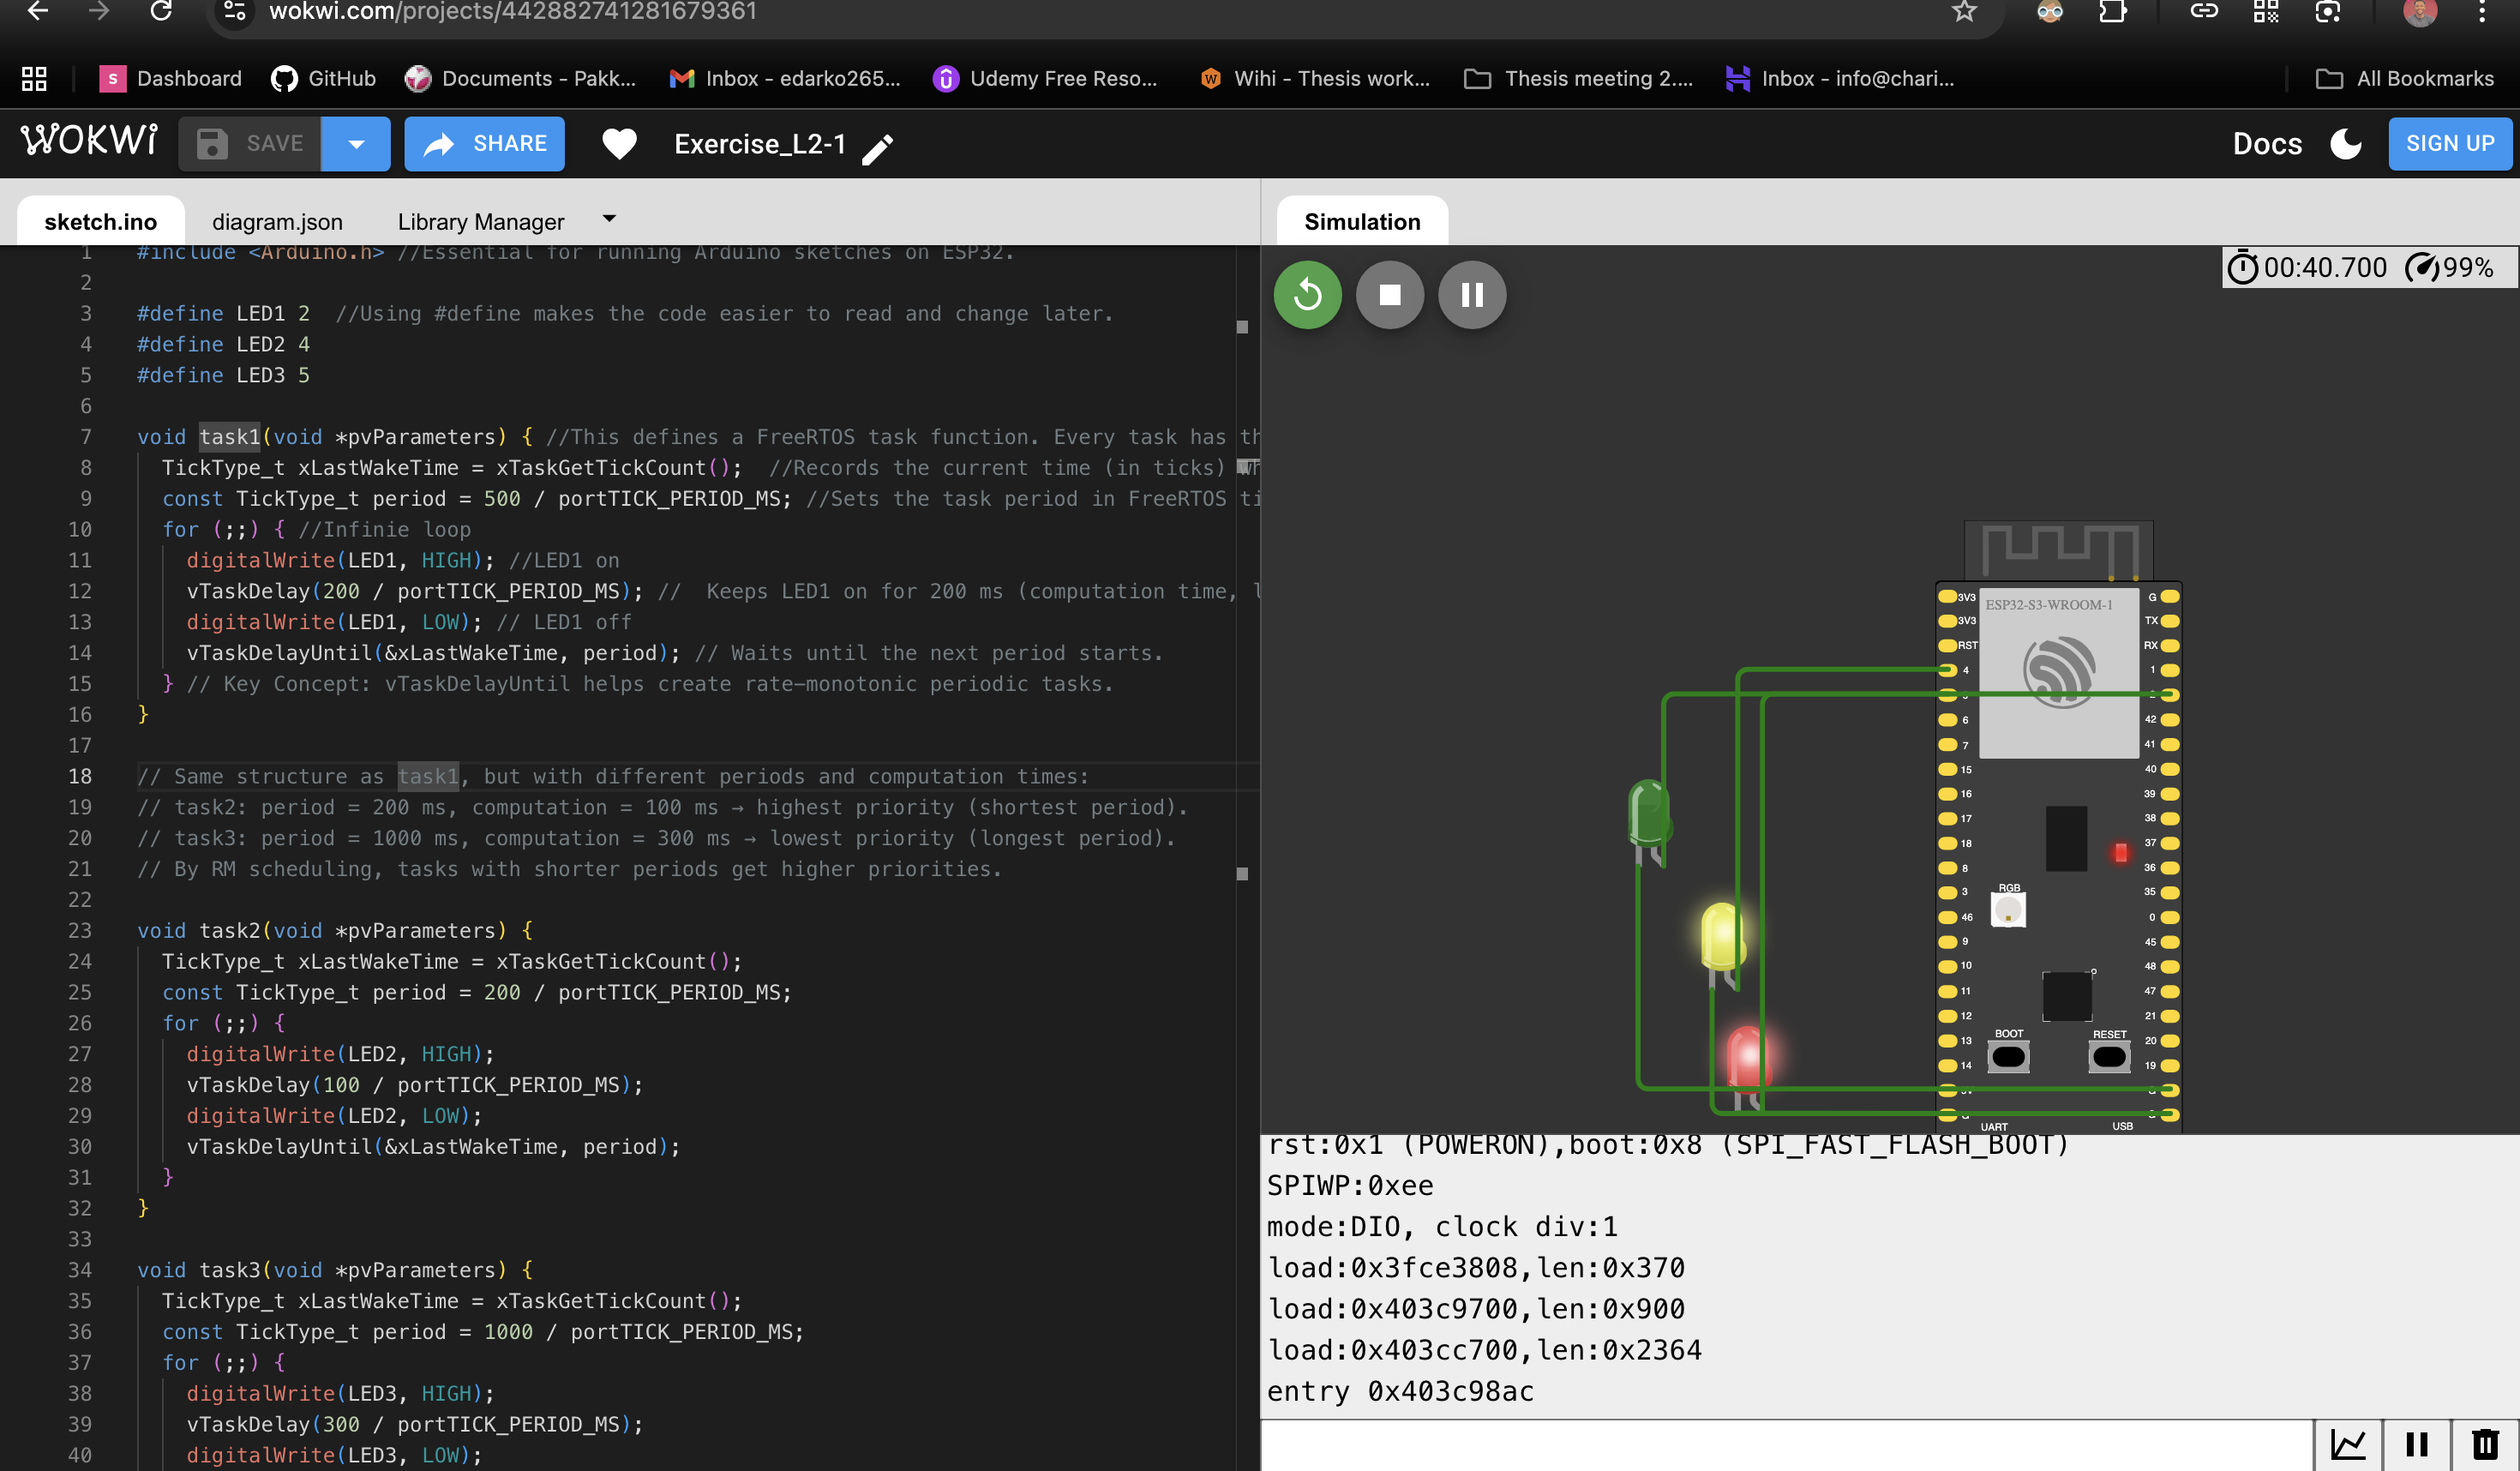 wokwi.com/projects/442882741281679361
S Dashboard GitHub Documents - Pakk... Inbox - edarko265... Udemy Free Reso... W Wihi - Thesis work... Thesis meeting 2.... Inbox - info@chari... All Bookmarks
WOKWi SAVE SHARE Exercise_L2-1 Docs SIGN UP
sketch.ino diagram.json Library Manager
1 #include <Arduino.h> //Essential for running Arduino sketches on ESP32.
2
3 #define LED1 2 //Using #define makes the code easier to read and change later.
4 #define LED2 4
5 #define LED3 5
6
7 void task1(void *pvParameters) { //This defines a FreeRTOS task function. Every task has th
8 TickType_t xLastWakeTime = xTaskGetTickCount(); //Records the current time (in ticks) wh
9 const TickType_t period = 500 / portTICK_PERIOD_MS; //Sets the task period in FreeRTOS ti
10 for (;;) { //Infinie loop
11 digitalWrite(LED1, HIGH); //LED1 on
12 vTaskDelay(200 / portTICK_PERIOD_MS); // Keeps LED1 on for 200 ms (computation time, l
13 digitalWrite(LED1, LOW); // LED1 off
14 vTaskDelayUntil(&xLastWakeTime, period); // Waits until the next period starts.
15 } // Key Concept: vTaskDelayUntil helps create rate-monotonic periodic tasks.
16 }
17
18 // Same structure as task1, but with different periods and computation times:
19 // task2: period = 200 ms, computation = 100 ms → highest priority (shortest period).
20 // task3: period = 1000 ms, computation = 300 ms → lowest priority (longest period).
21 // By RM scheduling, tasks with shorter periods get higher priorities.
22
23 void task2(void *pvParameters) {
24 TickType_t xLastWakeTime = xTaskGetTickCount();
25 const TickType_t period = 200 / portTICK_PERIOD_MS;
26 for (;;) {
27 digitalWrite(LED2, HIGH);
28 vTaskDelay(100 / portTICK_PERIOD_MS);
29 digitalWrite(LED2, LOW);
30 vTaskDelayUntil(&xLastWakeTime, period);
31 }
32 }
33
34 void task3(void *pvParameters) {
35 TickType_t xLastWakeTime = xTaskGetTickCount();
36 const TickType_t period = 1000 / portTICK_PERIOD_MS;
37 for (;;) {
38 digitalWrite(LED3, HIGH);
39 vTaskDelay(300 / portTICK_PERIOD_MS);
40 digitalWrite(LED3, LOW);
Simulation
00:40.700 99%
3V3 ESP32-S3-WROOM-1 G
3V3 TX
RST RX
4 1
6 42
7 41
15 40
16 39
17 38
18 37
8 36
3 RGB 35
46 0
9 45
10 48
11 47
12 21
13 BOOT RESET 20
14 19
UART USB
rst:0x1 (POWERON),boot:0x8 (SPI_FAST_FLASH_BOOT)
SPIWP:0xee
mode:DIO, clock div:1
load:0x3fce3808,len:0x370
load:0x403c9700,len:0x900
load:0x403cc700,len:0x2364
entry 0x403c98ac